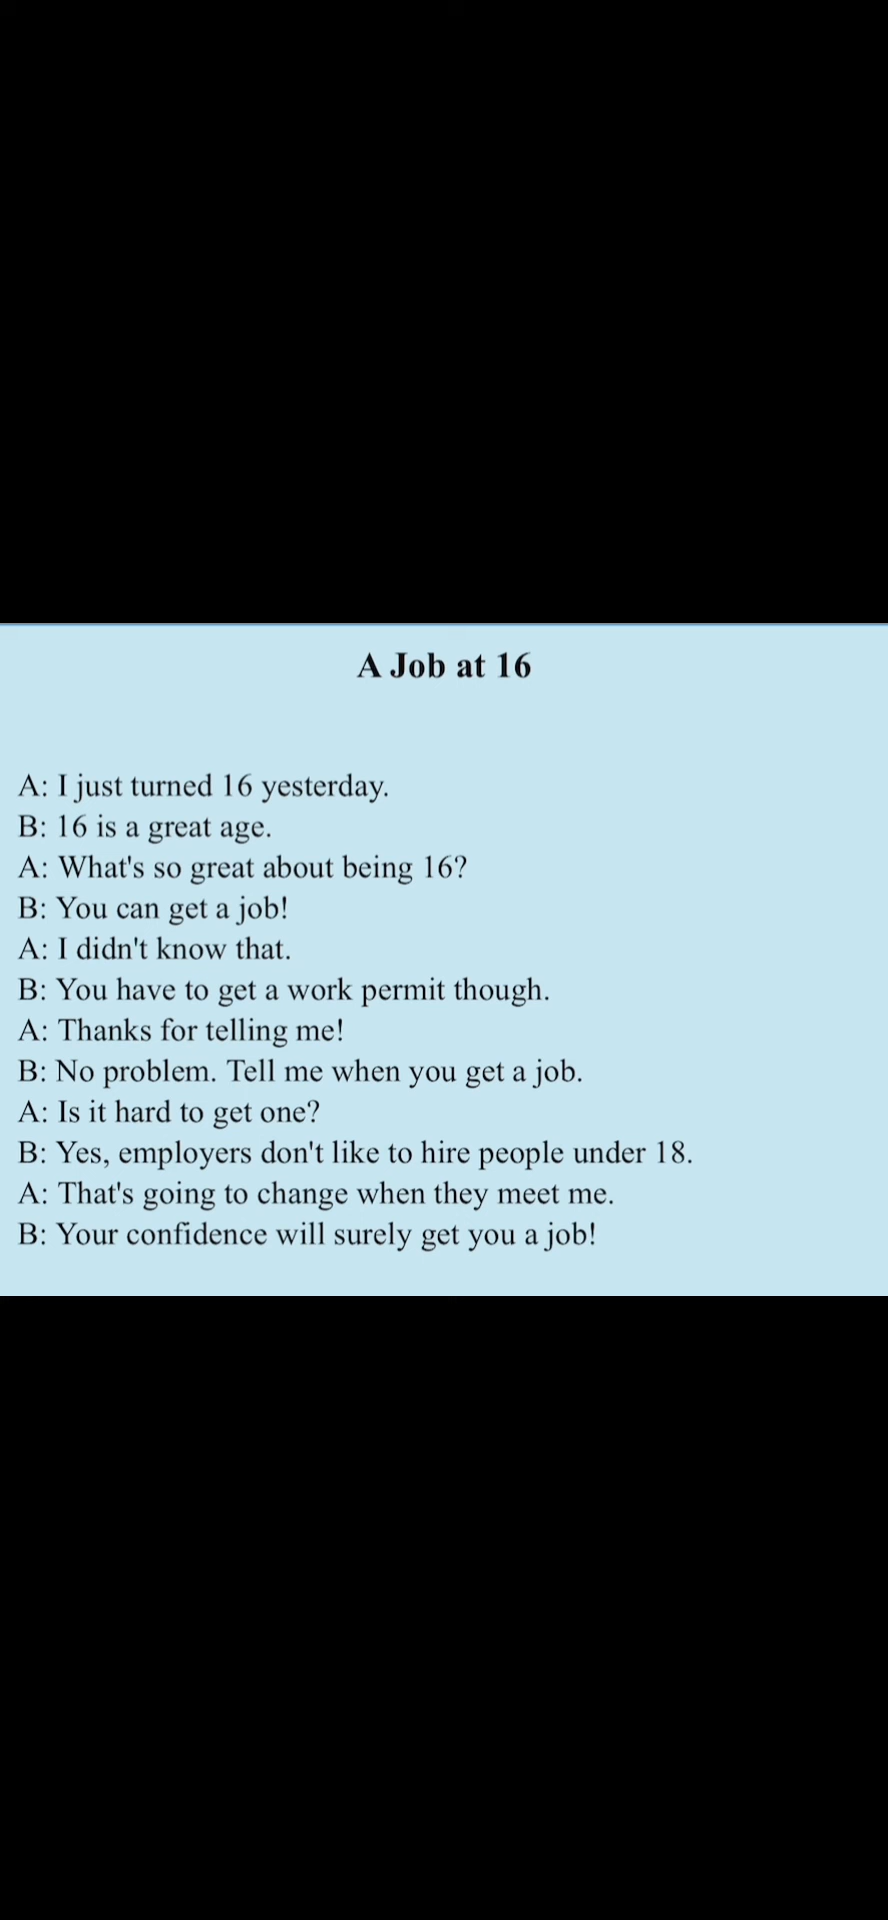 A Job at 16
A: I just turned 16 yesterday.
B: 16 is a great age.
A: What's so great about being 16?
B: You can get a job!
A: I didn't know that.
B: You have to get a work permit though.
A: Thanks for telling me!
B: No problem. Tell me when you get a job.
A: Is it hard to get one?
B: Yes, employers don't like to hire people under 18.
A: That's going to change when they meet me.
B: Your confidence will surely get you a job!